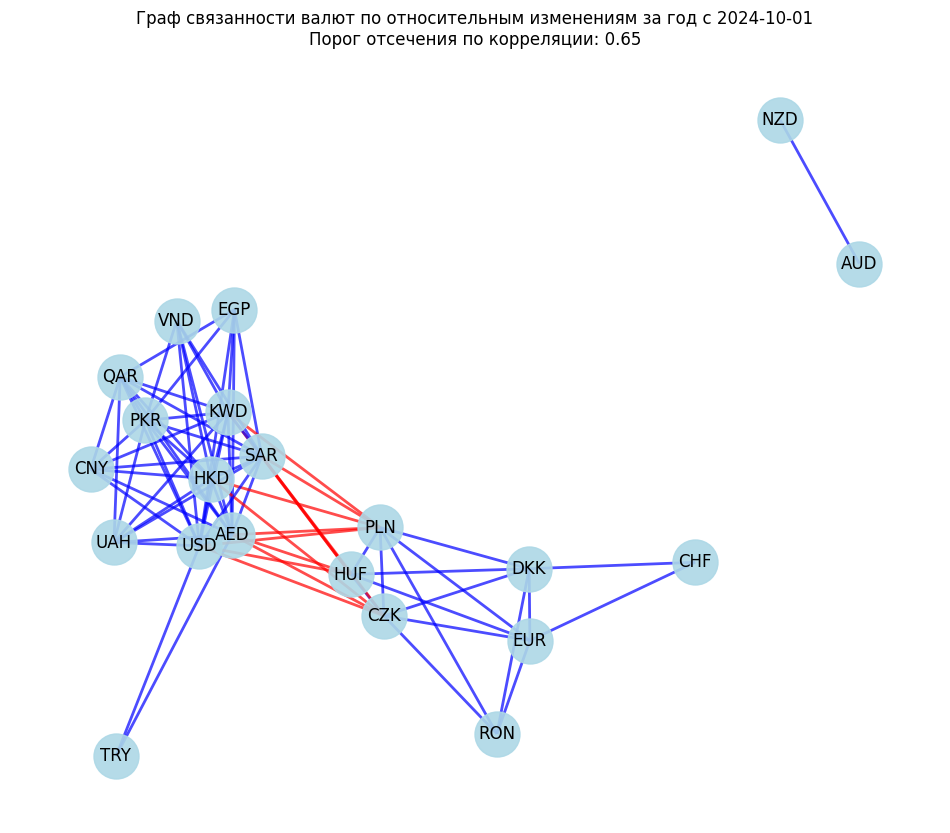 Граф связанности валют по относительным изменениям за год с 2024-10-01
Порог отсечения по корреляции: 0.65
NZD
AUD
EGP
VND
QAR
KWD
PKR
SAR
CNY
HKD
PLN
AED
UAH
USD
CHF
DKK
HUF
CZK
EUR
RON
TRY